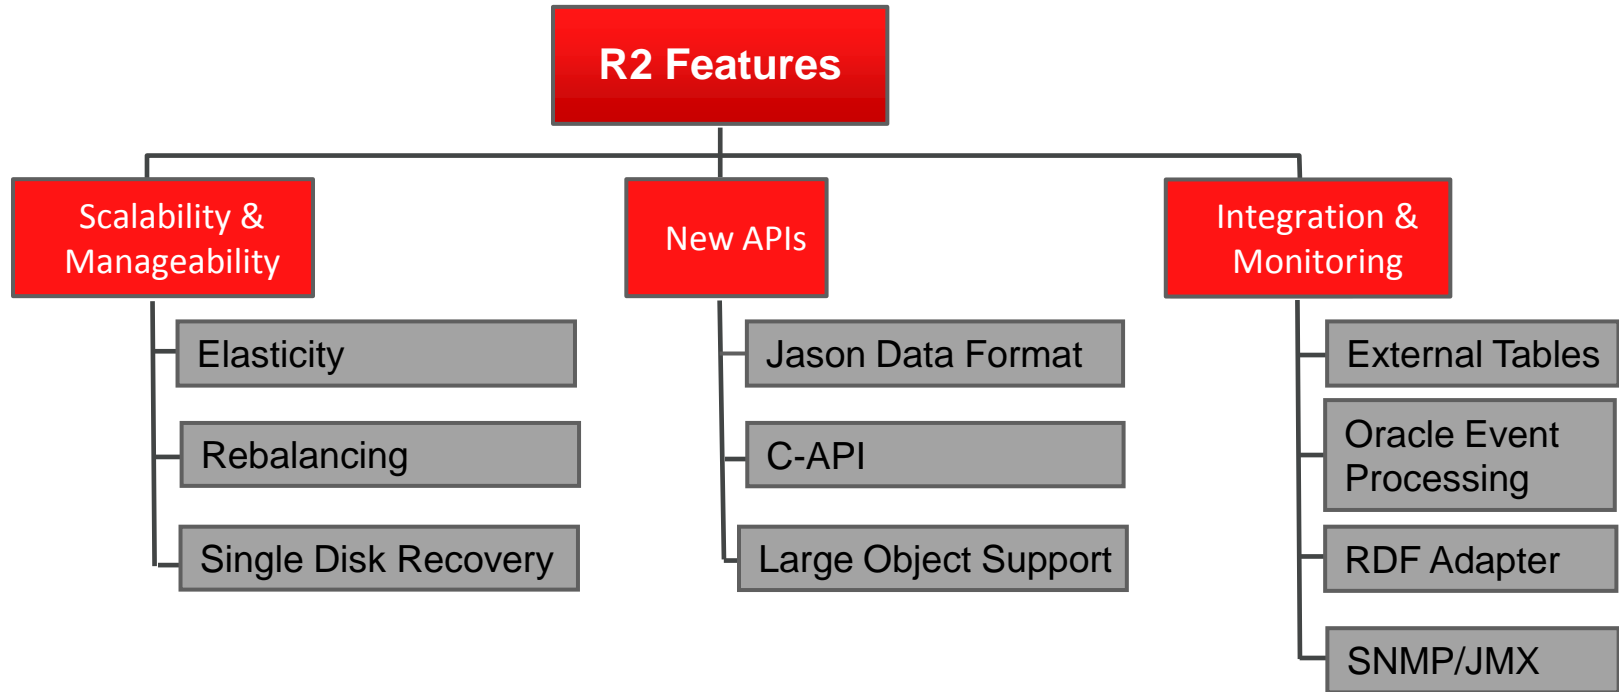 R2 Features
Scalability &
Manageability
Elasticity
Rebalancing
Single Disk Recovery
New APIs
Jason Data Format
C-API
Large Object Support
Integration &
Monitoring
External Tables
Oracle Event
Processing
RDF Adapter
SNMP/JMX